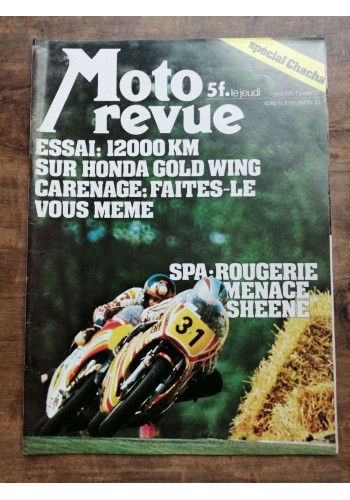 spécial Chacha
Moto
revue
5f. le jeudi
ESSAI: 12000 KM
SUR HONDA GOLD WING
CARENAGE: FAITES-LE
VOUS MEME
SPA: ROUGERIE
MENACE
SHEENE
31